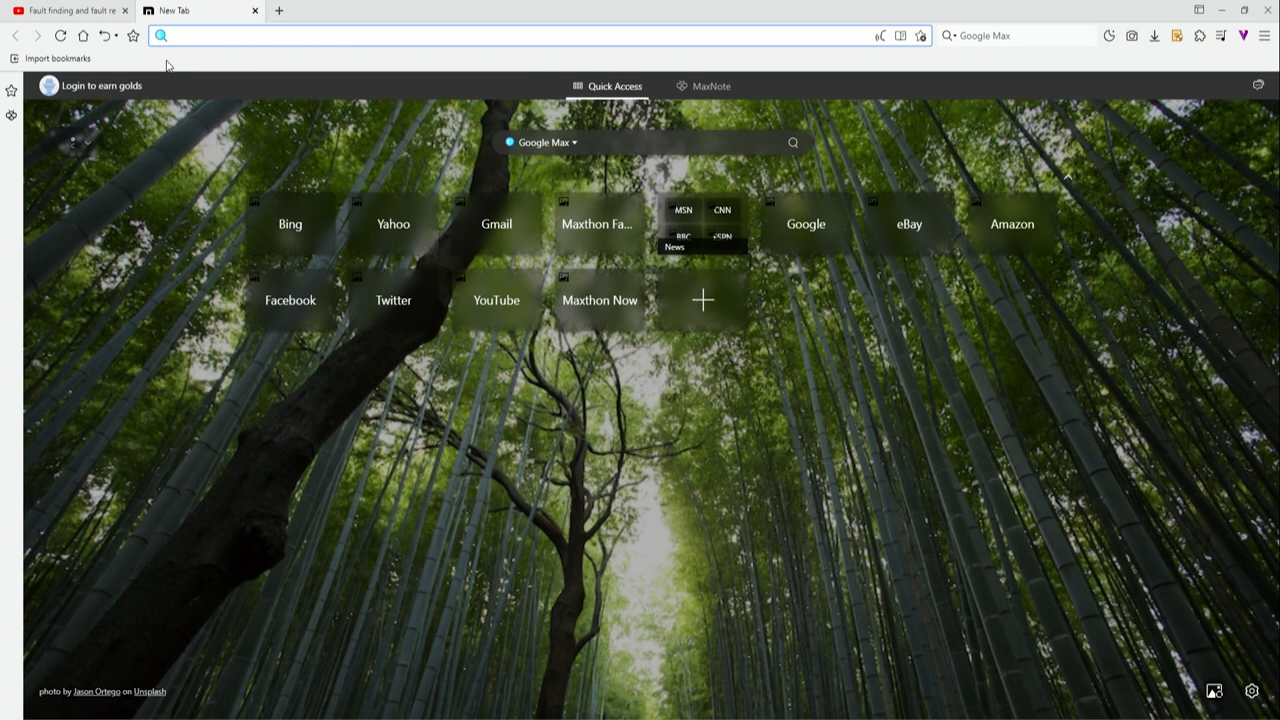 Fault finding and fault re
New Tab
Google Max
Import bookmarks
Login to earn golds
Quick Access
MaxNote
Google Max
Bing
Yahoo
Gmail
Maxthon Fa...
MSN
CNN
BBC
ESPN
News
Google
eBay
Amazon
Facebook
Twitter
YouTube
Maxthon Now
photo by Jason Ortego on Unsplash